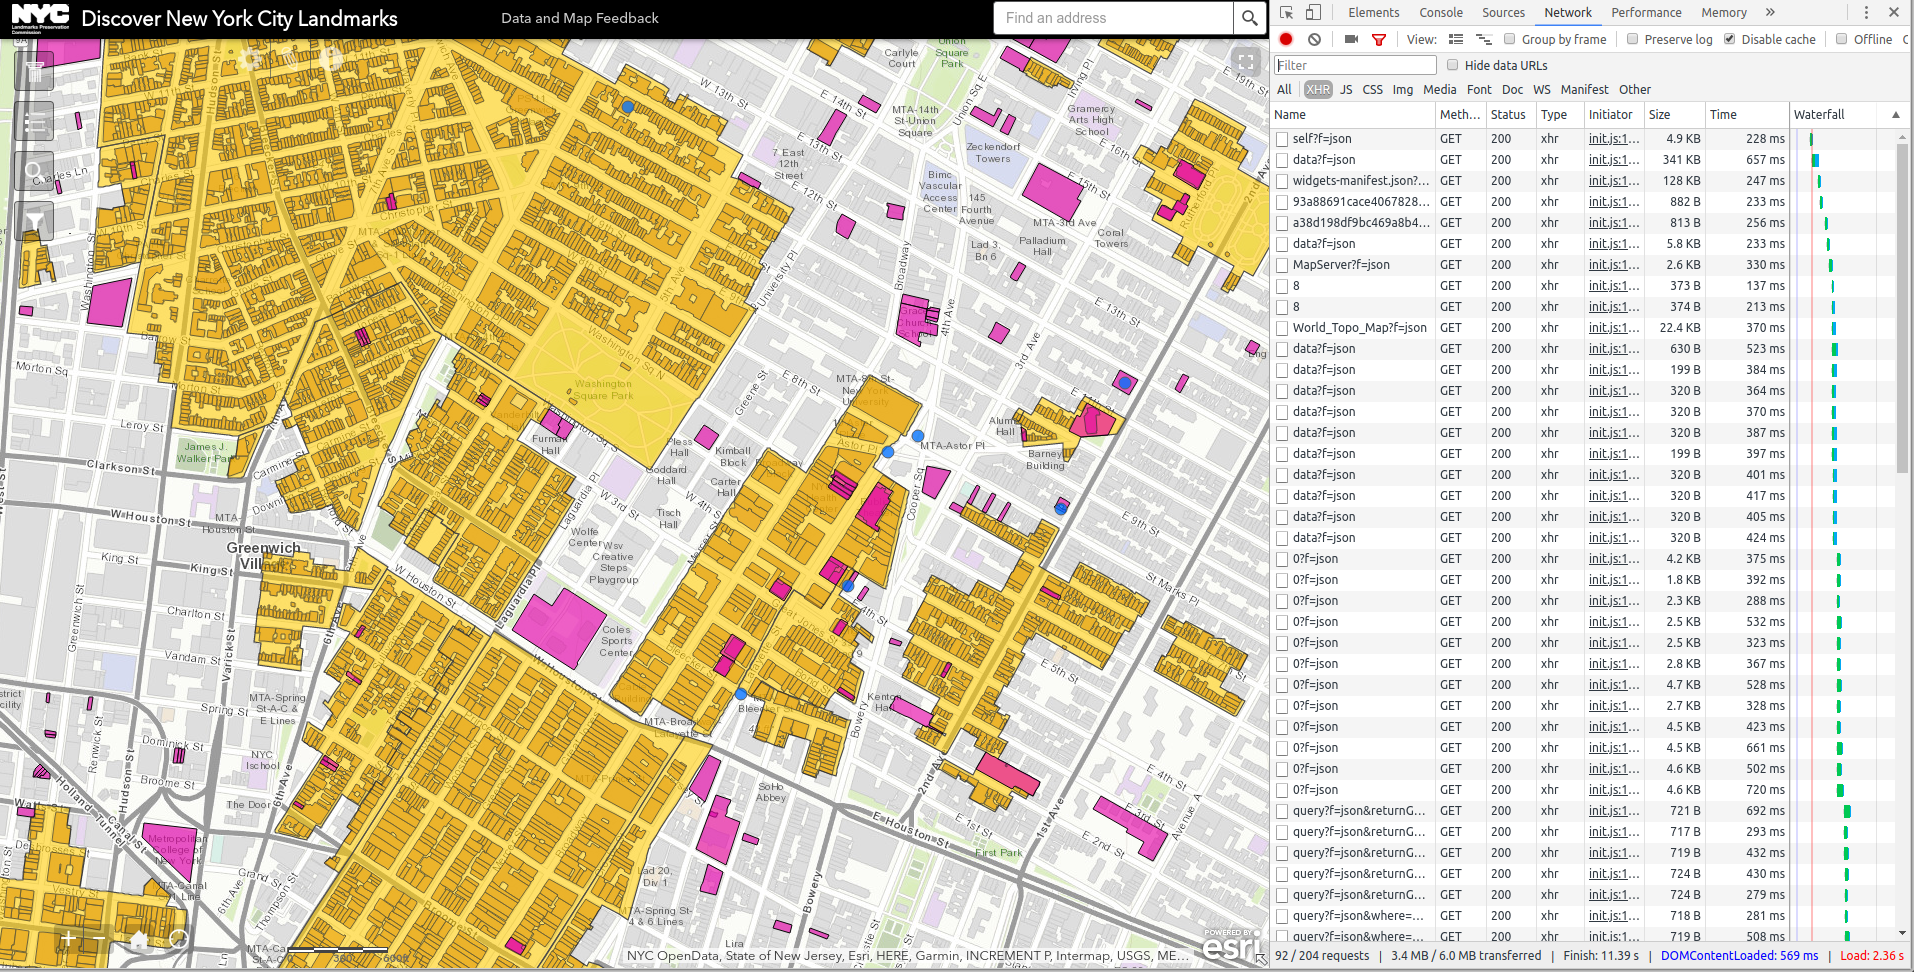 NYC
Landmarks Preservation
Commission
Discover New York City Landmarks
Data and Map Feedback
Find an address
Carlyle
Court
Union
Square
Park
W 13th St
E 14th St
MTA-14th
St-Union
Square
Union Sq E
Irving Pl
Gramercy
Arts High
School
Zeckendorf
Towers
E 16th St
E 15th St
E 13th St
7 East
12th
Street
E 12th St
Bimc
Vascular
Access
Center
145
Fourth
Avenue
MTA-3rd Ave
Coral
Towers
Palladium
Hall
Lad 3,
Bn 6
Rutherford Pl
2nd Ave
Charles Ln
Christopher St
Washington St
University Pl
Broadway
4th Ave
3rd Ave
E 13th St
Grace
Church
School
Washington Sq N
Washington
Square Park
Morton Sq
Leroy St
James J.
Walker Park
Clarkson St
Carmine St
W Houston St
MTA-
Houston St
Greenwich
Village
King St
King St
Charlton St
Vandam St
Greenwich St
Varick St
6th Ave
MTA-Spring
St-A-C &
E Lines
Spring St
Dominick St
Renwick St
Hudson St
Broome St
NYC
Ischool
The Door
Holland
Tunnel
Canal St
Metropolitan
College of
New York
Grand St
Thompson St
Vestry St
Greene St
E 8th St
MTA-8th St-
New York
University
Astor Pl
MTA-Astor Pl
Alumni
Hall
Barney
Building
Furman
Hall
Pless
Hall
Goddard
Hall
Kimball
Block
Carter
Hall
Tisch
Hall
W 3rd St
W 4th St
Laguardia Pl
Wolfe
Center
Wsv
Creative
Steps
Playgroup
Mercer St
Cooper Sq
E 9th St
St Marks Pl
W Houston St
Laguardia Pl
Coles
Sports
Center
E 4th St
E 5th St
Bleecker St
Bond St
Kenton
Hall
Bowery
MTA-Broadway-
Lafayette St
SoHo
Abbey
2nd Ave
E Houston St
E 1st St
First Park
1st Ave
E 2nd St
E 3rd St
E 4th St
Avenue A
Lad 20,
Div 1
MTA-Spring St-
4 & 6 Lines
Bowery
Lira
Broome St
300
600ft
POWERED BY
esri
NYC OpenData, State of New Jersey, Esri, HERE, Garmin, INCREMENT P, Intermap, USGS, ME...
Elements Console Sources Network Performance Memory »
View: Group by frame Preserve log Disable cache Offline
Filter Hide data URLs
All XHR JS CSS Img Media Font Doc WS Manifest Other
Name Meth... Status Type Initiator Size Time Waterfall
self?f=json GET 200 xhr init.js:1... 4.9 KB 228 ms
data?f=json GET 200 xhr init.js:1... 341 KB 657 ms
widgets-manifest.json?... GET 200 xhr init.js:1... 128 KB 247 ms
93a88691cace4067828... GET 200 xhr init.js:1... 882 B 233 ms
a38d198df9bc469a8b4... GET 200 xhr init.js:1... 813 B 256 ms
data?f=json GET 200 xhr init.js:1... 5.8 KB 233 ms
MapServer?f=json GET 200 xhr init.js:1... 2.6 KB 330 ms
8 GET 200 xhr init.js:1... 373 B 137 ms
8 GET 200 xhr init.js:1... 374 B 213 ms
World_Topo_Map?f=json GET 200 xhr init.js:1... 22.4 KB 370 ms
data?f=json GET 200 xhr init.js:1... 630 B 523 ms
data?f=json GET 200 xhr init.js:1... 199 B 384 ms
data?f=json GET 200 xhr init.js:1... 320 B 364 ms
data?f=json GET 200 xhr init.js:1... 320 B 370 ms
data?f=json GET 200 xhr init.js:1... 320 B 387 ms
data?f=json GET 200 xhr init.js:1... 199 B 397 ms
data?f=json GET 200 xhr init.js:1... 320 B 401 ms
data?f=json GET 200 xhr init.js:1... 320 B 417 ms
data?f=json GET 200 xhr init.js:1... 320 B 405 ms
data?f=json GET 200 xhr init.js:1... 320 B 424 ms
0?f=json GET 200 xhr init.js:1... 4.2 KB 375 ms
0?f=json GET 200 xhr init.js:1... 1.8 KB 392 ms
0?f=json GET 200 xhr init.js:1... 2.3 KB 288 ms
0?f=json GET 200 xhr init.js:1... 2.5 KB 532 ms
0?f=json GET 200 xhr init.js:1... 2.5 KB 323 ms
0?f=json GET 200 xhr init.js:1... 2.8 KB 367 ms
0?f=json GET 200 xhr init.js:1... 4.7 KB 528 ms
0?f=json GET 200 xhr init.js:1... 2.7 KB 328 ms
0?f=json GET 200 xhr init.js:1... 4.5 KB 423 ms
0?f=json GET 200 xhr init.js:1... 4.5 KB 661 ms
0?f=json GET 200 xhr init.js:1... 4.6 KB 502 ms
0?f=json GET 200 xhr init.js:1... 4.6 KB 720 ms
query?f=json&returnG... GET 200 xhr init.js:1... 721 B 692 ms
query?f=json&returnG... GET 200 xhr init.js:1... 717 B 293 ms
query?f=json&returnG... GET 200 xhr init.js:1... 719 B 432 ms
query?f=json&returnG... GET 200 xhr init.js:1... 724 B 430 ms
query?f=json&returnG... GET 200 xhr init.js:1... 724 B 279 ms
query?f=json&where=... GET 200 xhr init.js:1... 718 B 281 ms
query?f=json&where=... GET 200 xhr init.js:1... 719 B 508 ms
92 / 204 requests | 3.4 MB / 6.0 MB transferred | Finish: 11.39 s | DOMContentLoaded: 569 ms | Load: 2.36 s